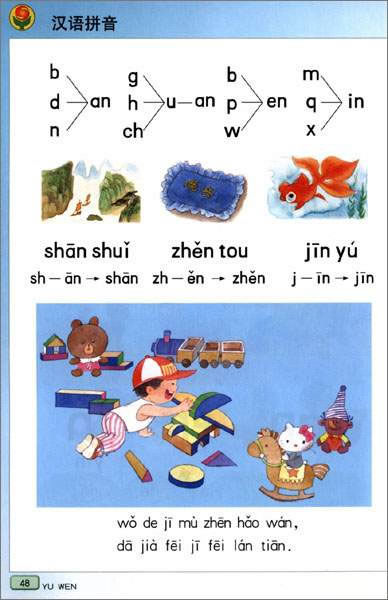 汉语拼音
b g b m
d an h u — an p en q in
n ch w x
shān shuǐ zhěn tou jīn yú
sh — ān → shān zh — ěn → zhěn j — īn → jīn
wǒ de jī mù zhēn hǎo wán,
dā jià fēi jī fēi lán tiān.
48 YU WEN